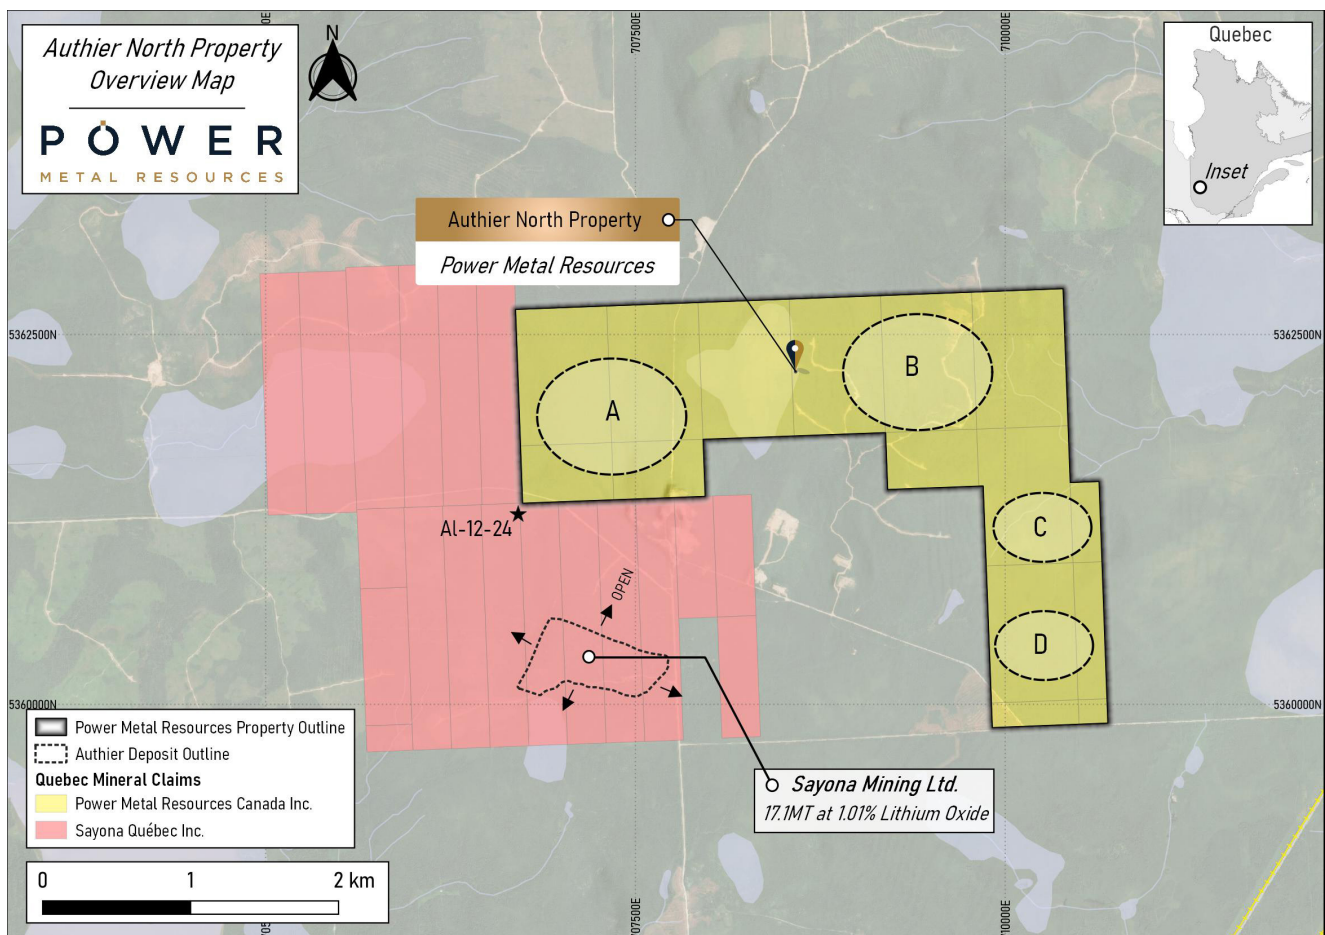 Authier North Property
Overview Map
POWER
METAL RESOURCES
N
707500E
710000E
Quebec
Inset
Authier North Property
Power Metal Resources
5362500N
5362500N
A
B
C
D
Al-12-24
OPEN
5360000N
5360000N
Power Metal Resources Property Outline
Authier Deposit Outline
Quebec Mineral Claims
Power Metal Resources Canada Inc.
Sayona Québec Inc.
Sayona Mining Ltd.
17.1MT at 1.01% Lithium Oxide
0 1 2 km
707500E
710000E